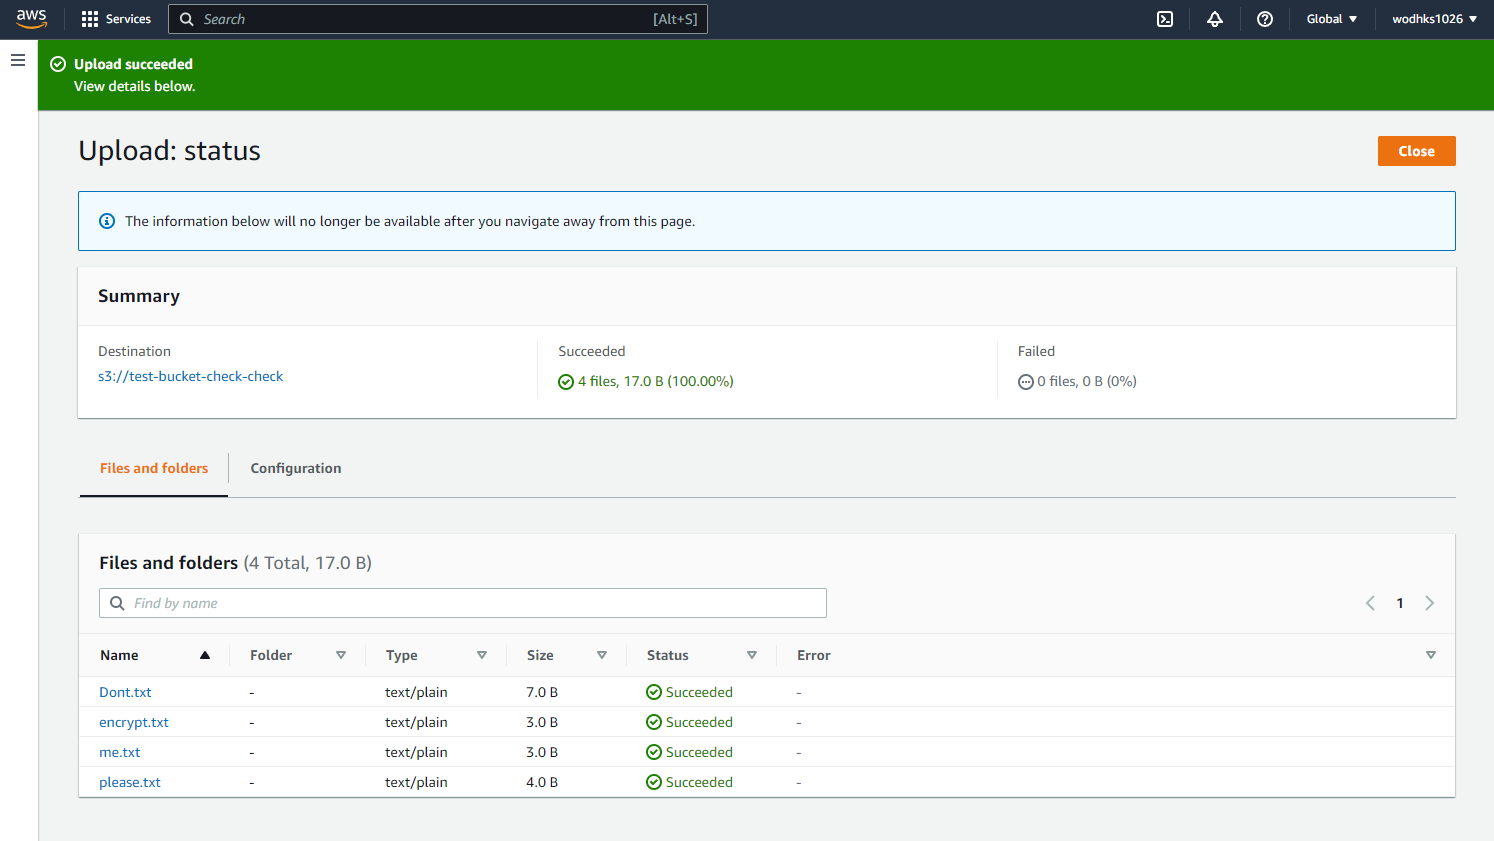 aws
Services
Search
[Alt+S]
Global
wodhks1026
Upload succeeded
View details below.
Upload: status
Close
The information below will no longer be available after you navigate away from this page.
Summary
Destination
s3://test-bucket-check-check
Succeeded
4 files, 17.0 B (100.00%)
Failed
0 files, 0 B (0%)
Files and folders
Configuration
Files and folders (4 Total, 17.0 B)
Find by name
1
Name Folder Type Size Status Error
Dont.txt - text/plain 7.0 B Succeeded -
encrypt.txt - text/plain 3.0 B Succeeded -
me.txt - text/plain 3.0 B Succeeded -
please.txt - text/plain 4.0 B Succeeded -